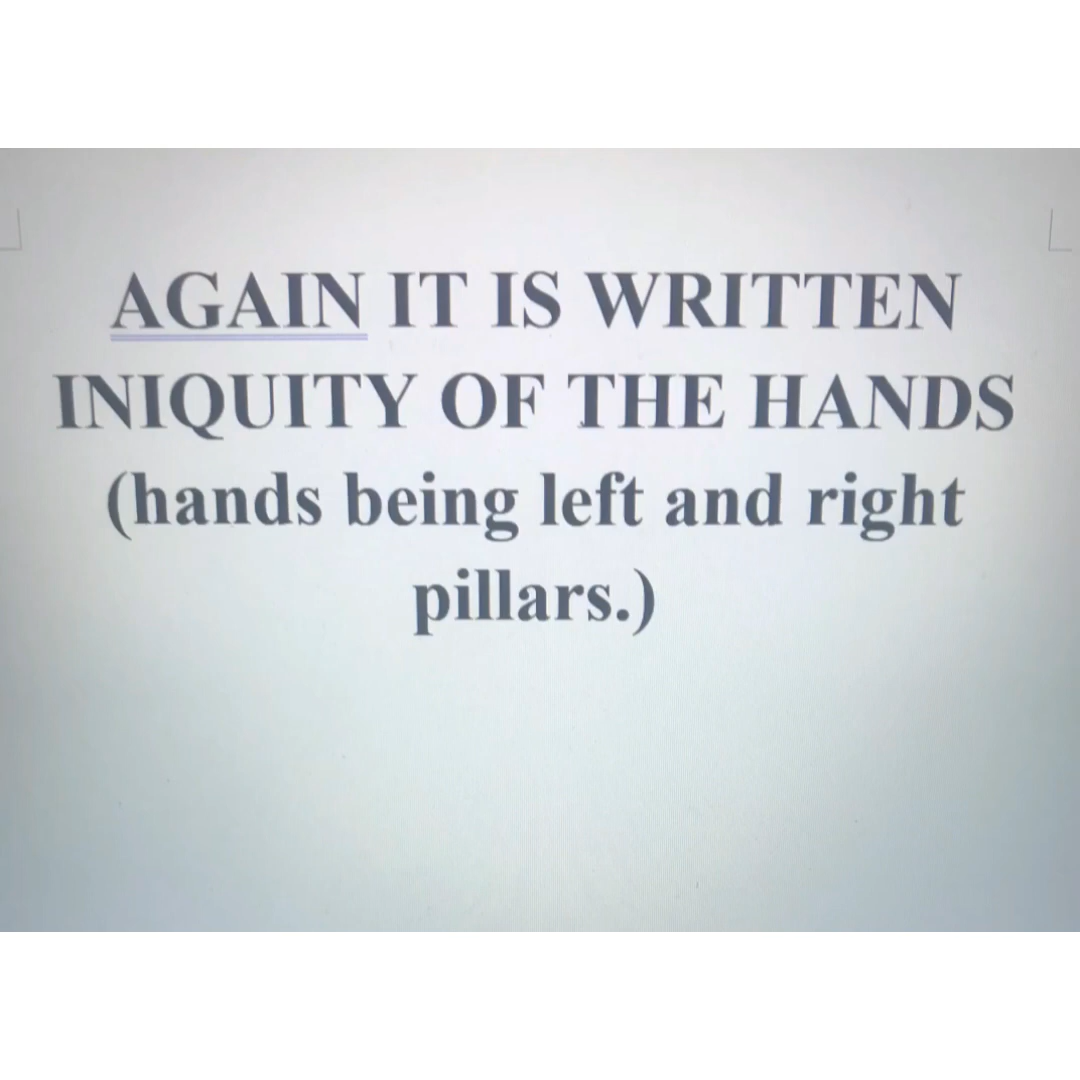 AGAIN IT IS WRITTEN
INIQUITY OF THE HANDS
(hands being left and right
pillars.)